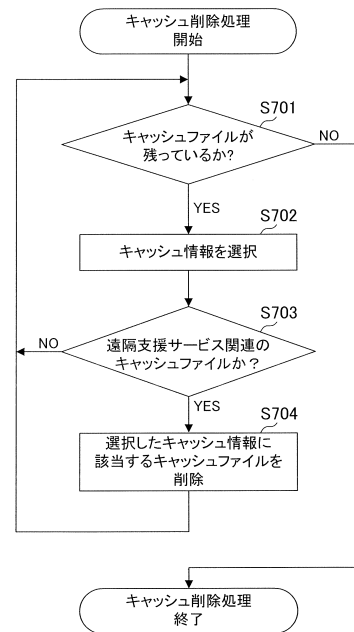 キャッシュ削除処理
開始
S701
キャッシュファイルが
残っているか?
NO
YES
S702
キャッシュ情報を選択
S703
遠隔支援サービス関連の
キャッシュファイルか？
NO
YES
S704
選択したキャッシュ情報に
該当するキャッシュファイルを
削除
キャッシュ削除処理
終了